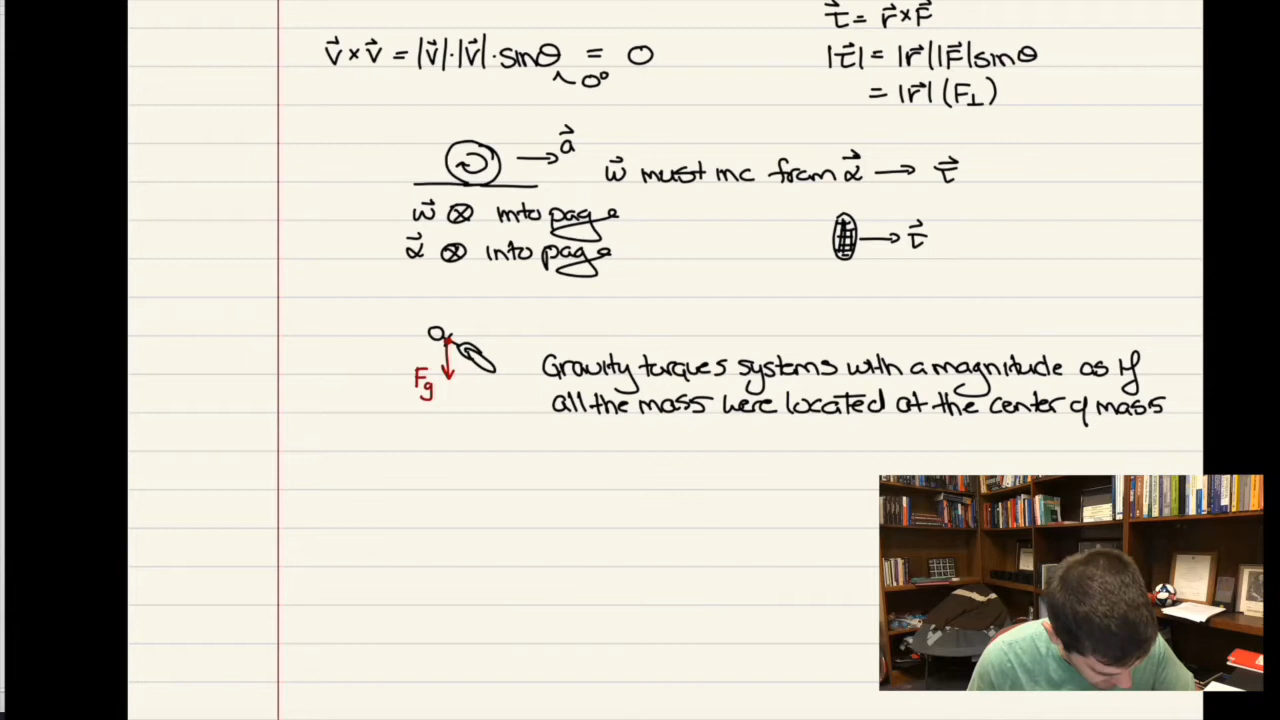 τ⃗ = r⃗ × F⃗
v⃗ × v⃗ = |v⃗|·|v⃗|·sinθ = 0
0°
|τ⃗| = |r⃗||F⃗|sinθ
= |r⃗|(F⊥)
a⃗
ω⃗ must inc from α⃗ → τ⃗
ω⃗ ⊗ into page
α⃗ ⊗ into page
→ τ⃗
Fg
Gravity torques systems with a magnitude as if
all the mass were located at the center of mass